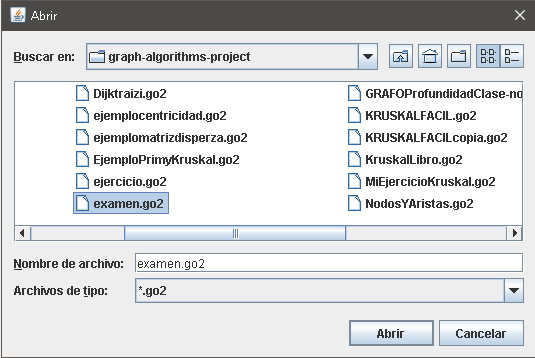 Abrir
Buscar en: graph-algorithms-project
Dijktraizi.go2
ejemplocentricidad.go2
ejemplomatrizdisperza.go2
EjemploPrimyKruskal.go2
ejercicio.go2
examen.go2
GRAFOProfundidadClase-no
KRUSKALFACIL.go2
KRUSKALFACILcopia.go2
KruskalLibro.go2
MiEjercicioKruskal.go2
NodosYAristas.go2
Nombre de archivo: examen.go2
Archivos de tipo: *.go2
Abrir Cancelar